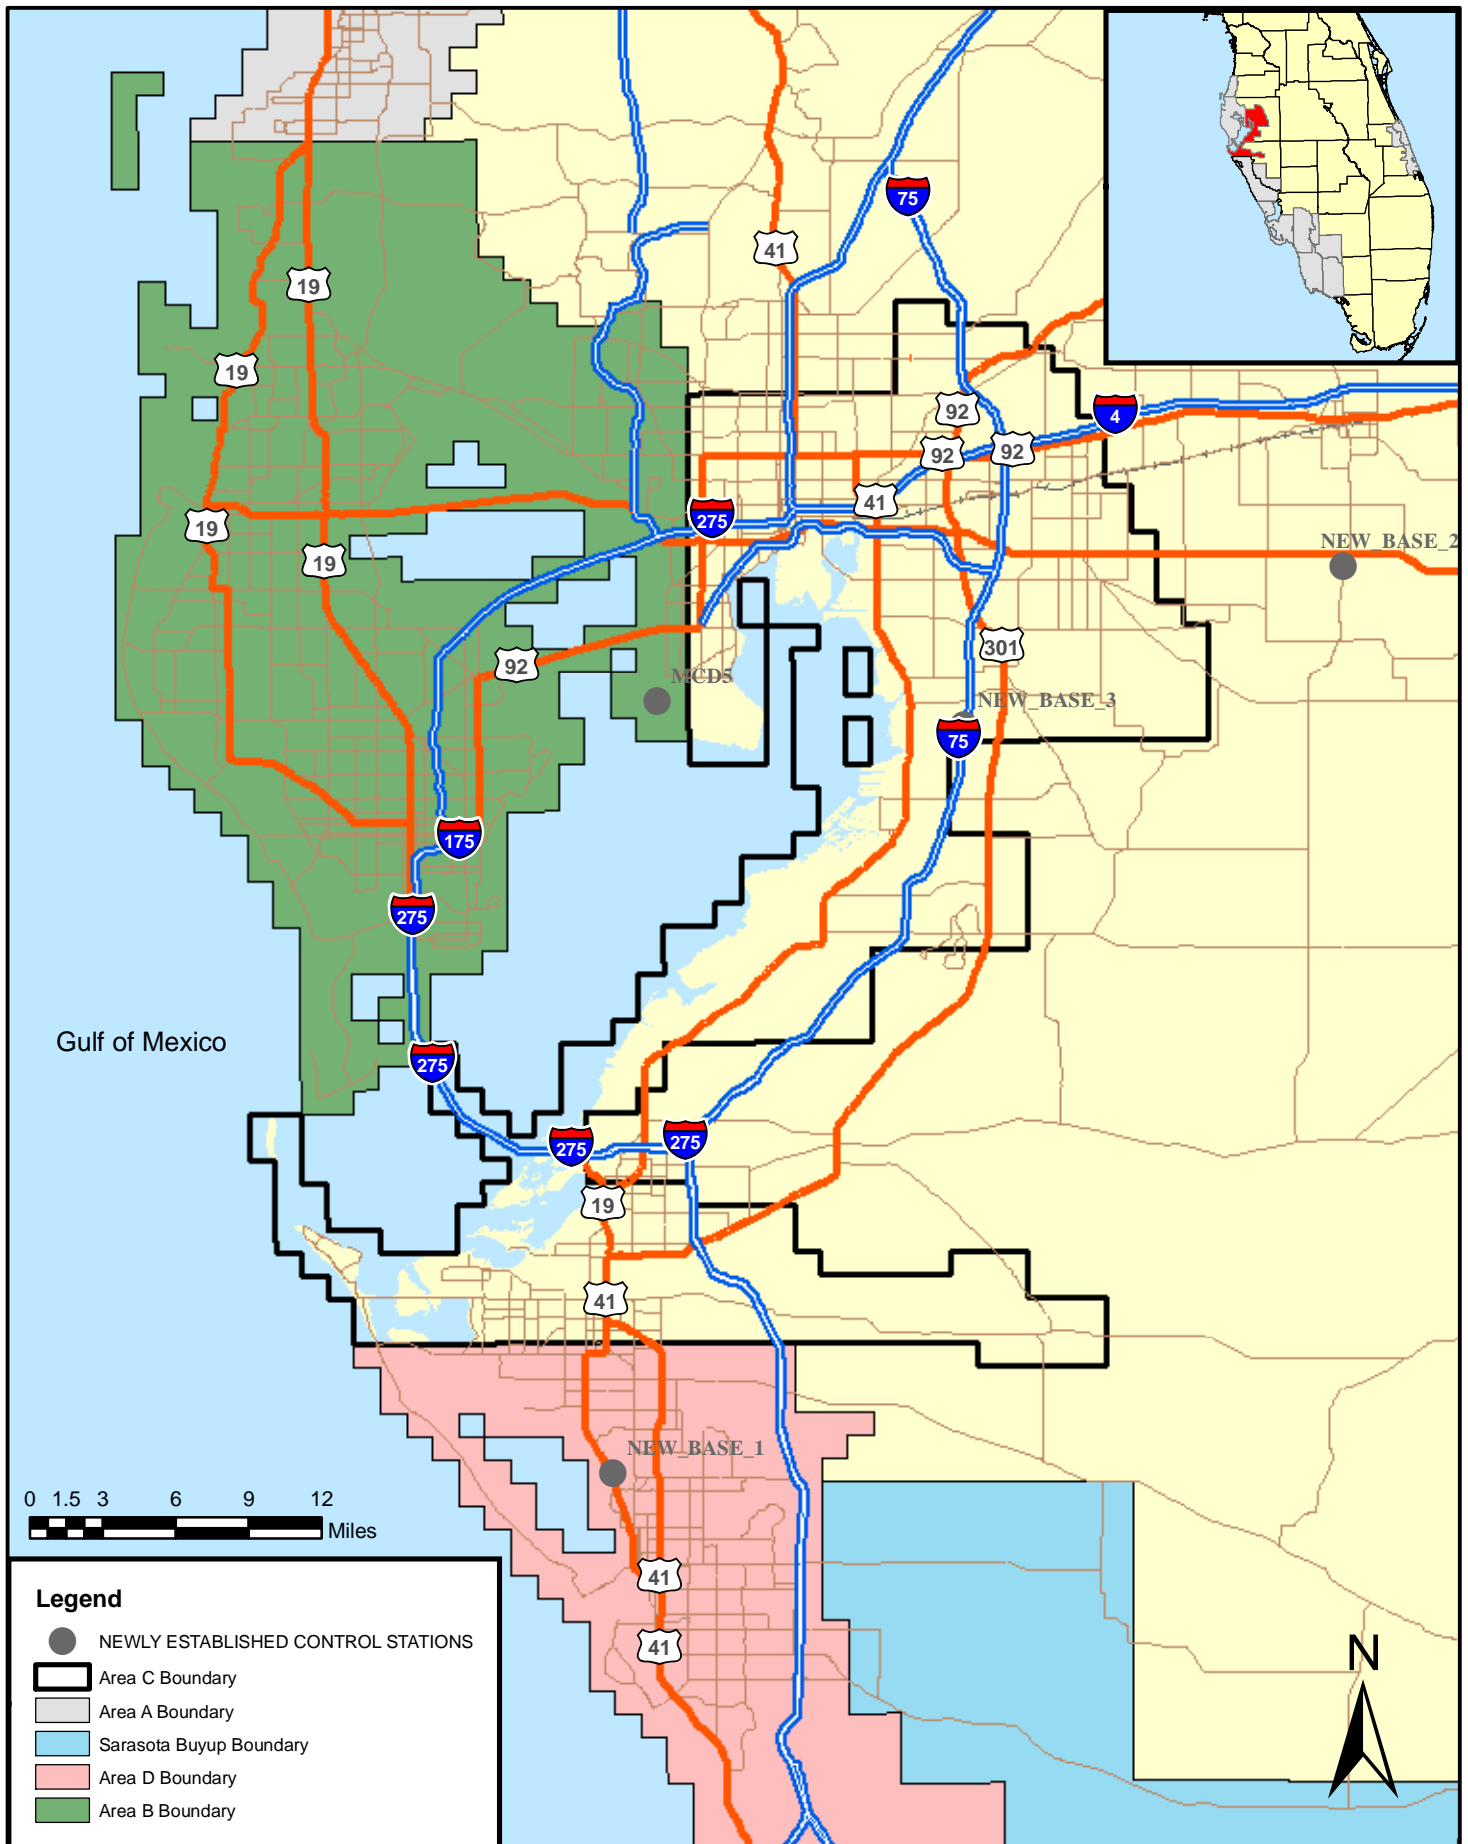 75
41
19
19
92
4
92
92
41
275
19
NEW_BASE_2
19
301
92
MCD5
NEW_BASE_3
75
175
275
Gulf of Mexico
275
275
275
19
41
NEW_BASE_1
0 1.5 3 6 9 12
Miles
41
41
N
Legend
NEWLY ESTABLISHED CONTROL STATIONS
Area C Boundary
Area A Boundary
Sarasota Buyup Boundary
Area D Boundary
Area B Boundary